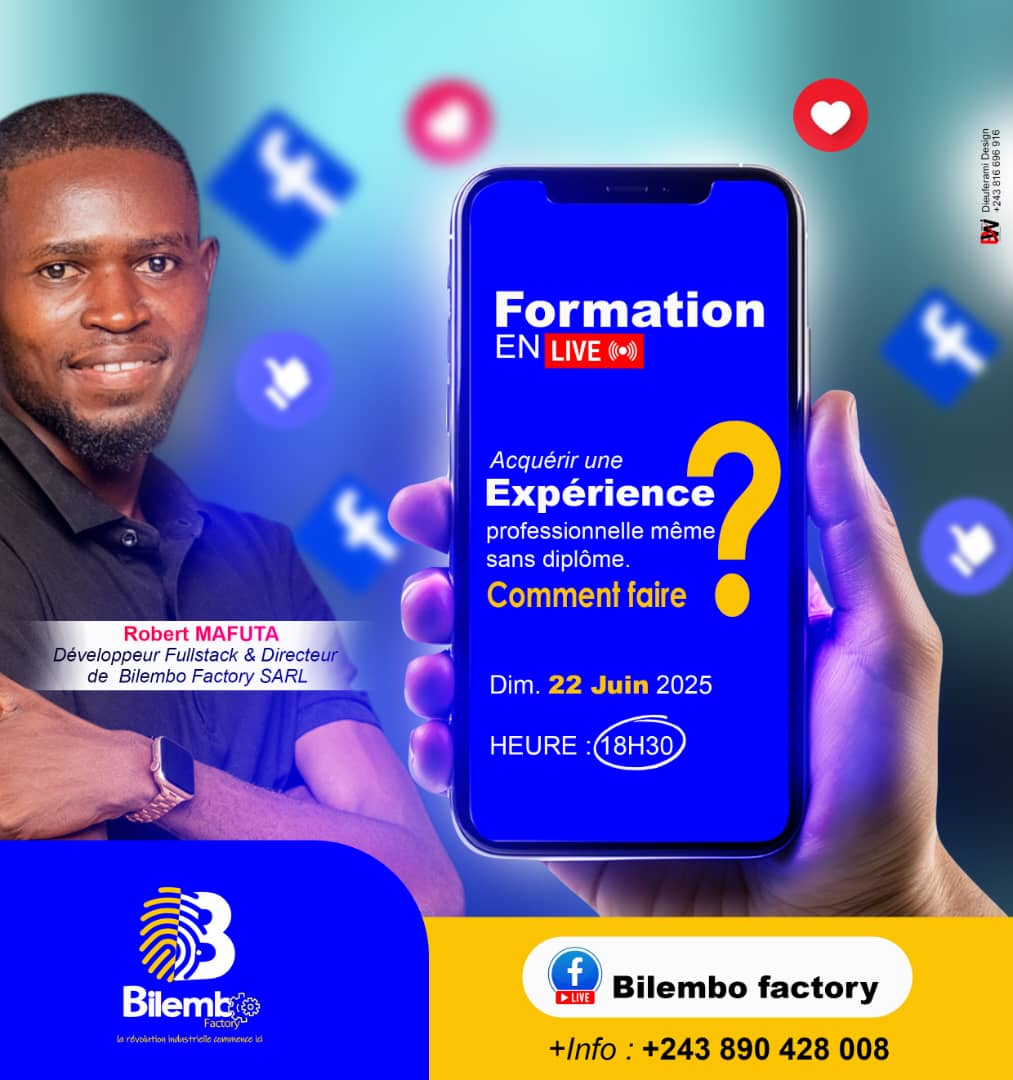 Dieuferami Design
+243 816 696 916
Formation
EN LIVE
Acquérir une
Expérience
professionnelle même
sans diplôme.
Comment faire ?
Robert MAFUTA
Développeur Fullstack & Directeur
de Bilembo Factory SARL
Dim. 22 Juin 2025
HEURE : 18H30
B
Bilembo
Factory
la révolution industrielle commence ici
f
LIVE
Bilembo factory
+Info : +243 890 428 008